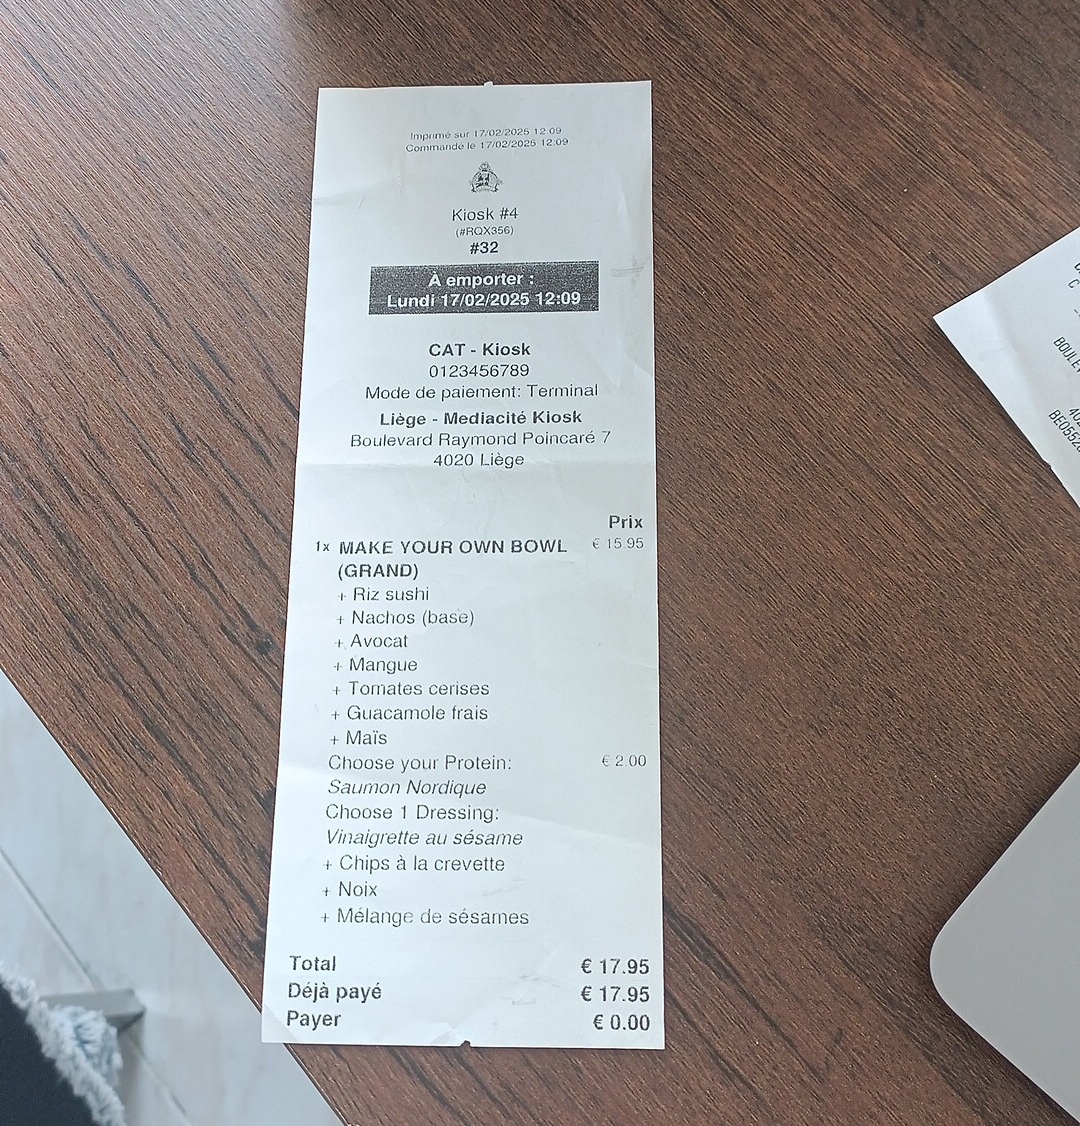 Imprimé sur 17/02/2025 12:09
Commandé le 17/02/2025 12:09
Kiosk #4
(#RQX356)
#32
À emporter :
Lundi 17/02/2025 12:09
CAT - Kiosk
0123456789
Mode de paiement: Terminal
Liège - Mediacité Kiosk
Boulevard Raymond Poincaré 7
4020 Liège
Prix
1x MAKE YOUR OWN BOWL € 15.95
(GRAND)
+ Riz sushi
+ Nachos (base)
+ Avocat
+ Mangue
+ Tomates cerises
+ Guacamole frais
+ Maïs
Choose your Protein: € 2.00
Saumon Nordique
Choose 1 Dressing:
Vinaigrette au sésame
+ Chips à la crevette
+ Noix
+ Mélange de sésames
Total € 17.95
Déjà payé € 17.95
Payer € 0.00